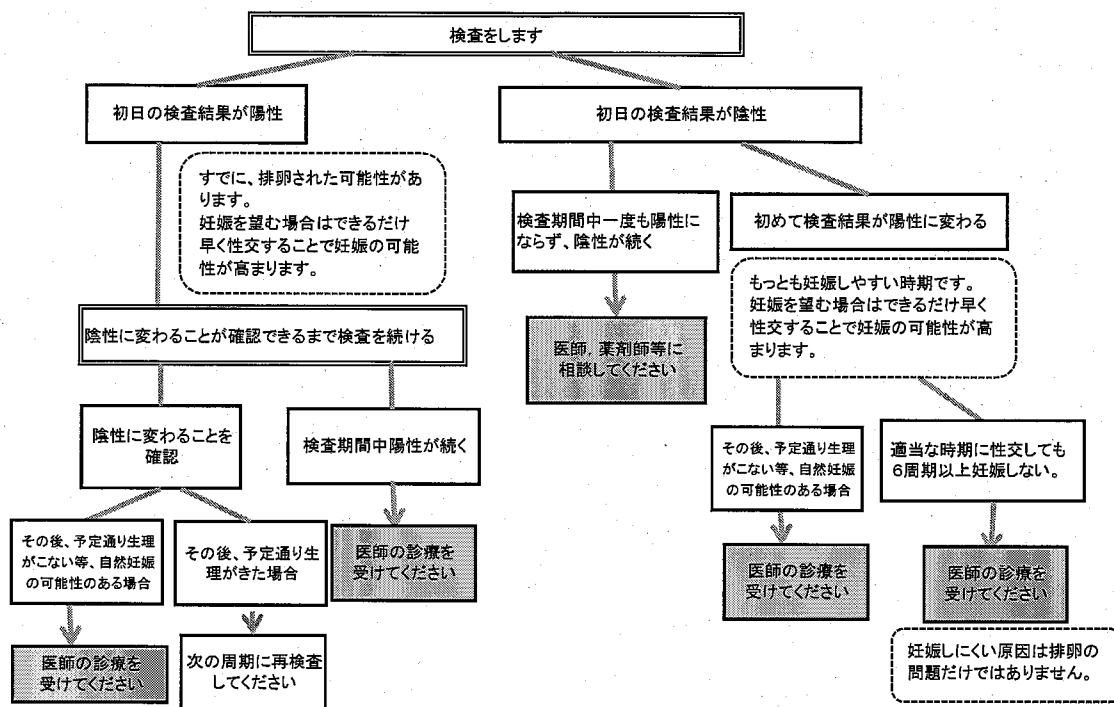 検査をします
初日の検査結果が陽性
初日の検査結果が陰性
すでに、排卵された可能性があ
ります。
妊娠を望む場合はできるだけ
早く性交することで妊娠の可能
性が高まります。
検査期間中一度も陽性に
ならず、陰性が続く
初めて検査結果が陽性に変わる
もっとも妊娠しやすい時期です。
妊娠を望む場合はできるだけ早く
性交することで妊娠の可能性が高
まります。
陰性に変わることが確認できるまで検査を続ける
医師，薬剤師等に
相談してください
陰性に変わることを
確認
検査期間中陽性が続く
その後、予定通り生理
がこない等、自然妊娠
の可能性のある場合
適当な時期に性交しても
６周期以上妊娠しない。
その後、予定通り生理
がこない等、自然妊娠
の可能性のある場合
その後、予定通り生
理がきた場合
医師の診療を
受けてください
医師の診療を
受けてください
医師の診療を
受けてください
医師の診療を
受けてください
次の周期に再検査
してください
妊娠しにくい原因は排卵の
問題だけではありません。